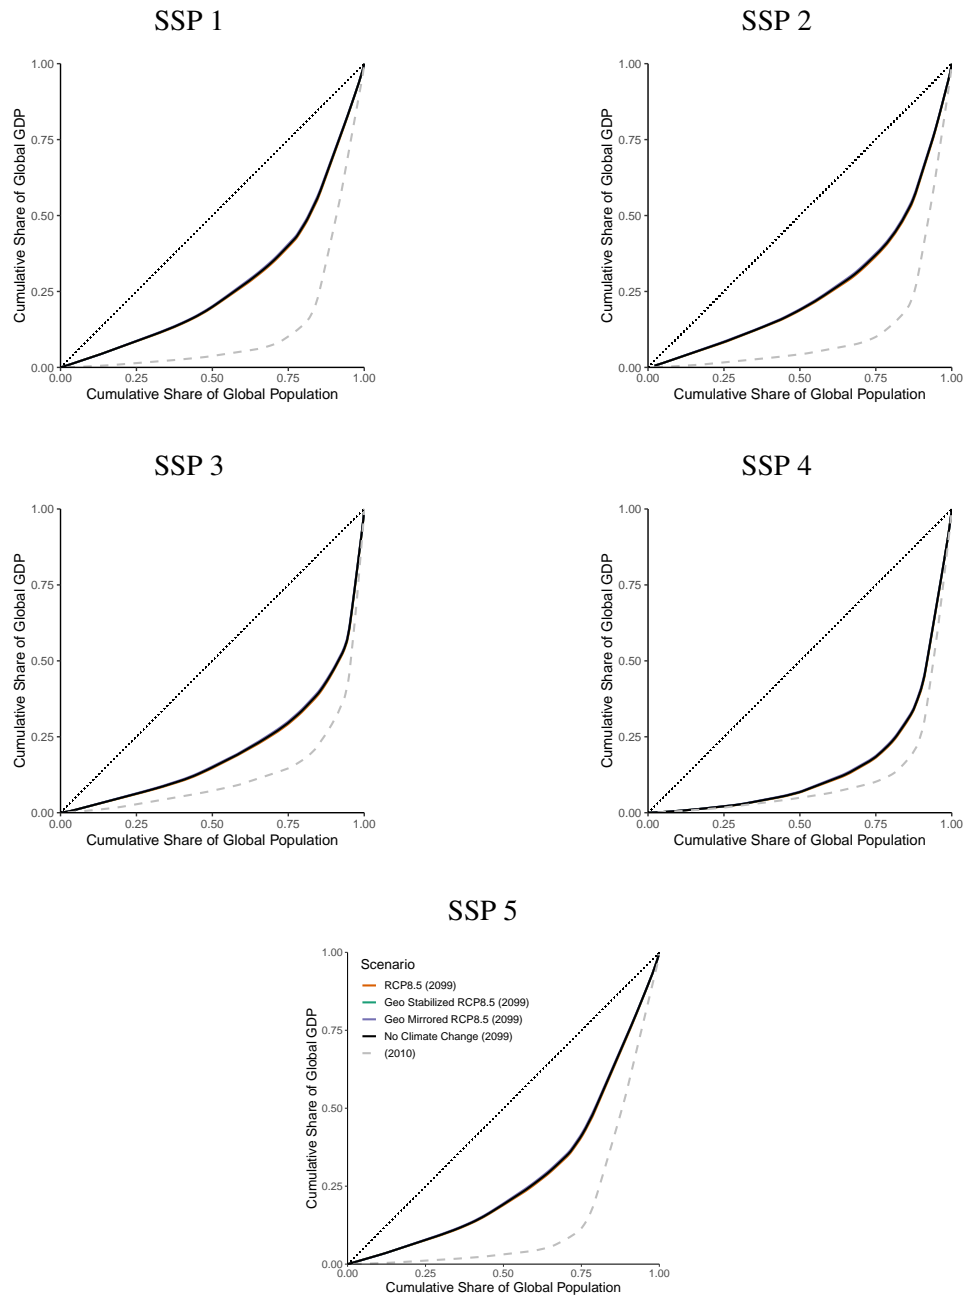 SSP 1
1.00
0.75
0.50
0.25
0.00
Cumulative Share of Global GDP
0.00 0.25 0.50 0.75 1.00
Cumulative Share of Global Population
SSP 2
1.00
0.75
0.50
0.25
0.00
Cumulative Share of Global GDP
0.00 0.25 0.50 0.75 1.00
Cumulative Share of Global Population
SSP 3
1.00
0.75
0.50
0.25
0.00
Cumulative Share of Global GDP
0.00 0.25 0.50 0.75 1.00
Cumulative Share of Global Population
SSP 4
1.00
0.75
0.50
0.25
0.00
Cumulative Share of Global GDP
0.00 0.25 0.50 0.75 1.00
Cumulative Share of Global Population
SSP 5
1.00
0.75
0.50
0.25
0.00
Cumulative Share of Global GDP
Scenario
RCP8.5 (2099)
Geo Stabilized RCP8.5 (2099)
Geo Mirrored RCP8.5 (2099)
No Climate Change (2099)
(2010)
0.00 0.25 0.50 0.75 1.00
Cumulative Share of Global Population